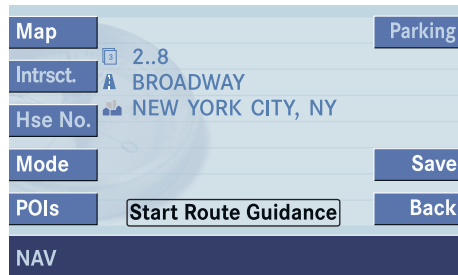 Map
Parking
3 2..8
Intrsct.
BROADWAY
Hse No.
NEW YORK CITY, NY
Mode
Save
POIs
Start Route Guidance
Back
NAV